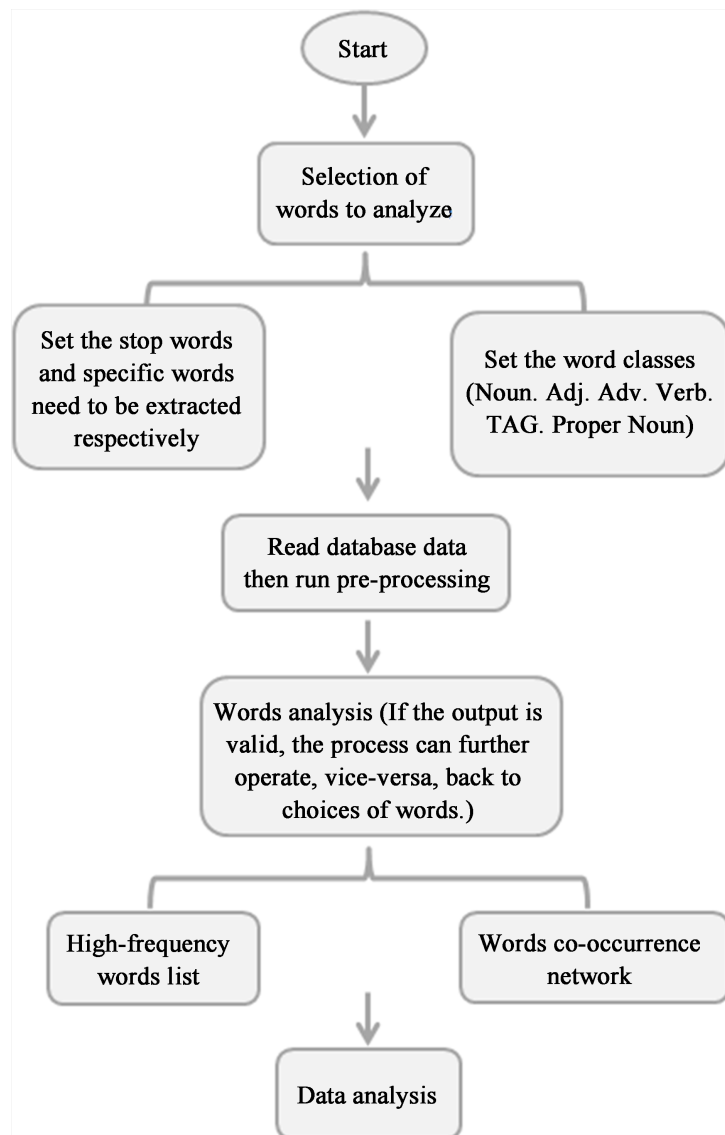 Start
Selection of
words to analyze
Set the stop words
and specific words
need to be extracted
respectively
Set the word classes
(Noun. Adj. Adv. Verb.
TAG. Proper Noun)
Read database data
then run pre-processing
Words analysis (If the output is
valid, the process can further
operate, vice-versa, back to
choices of words.)
High-frequency
words list
Words co-occurrence
network
Data analysis